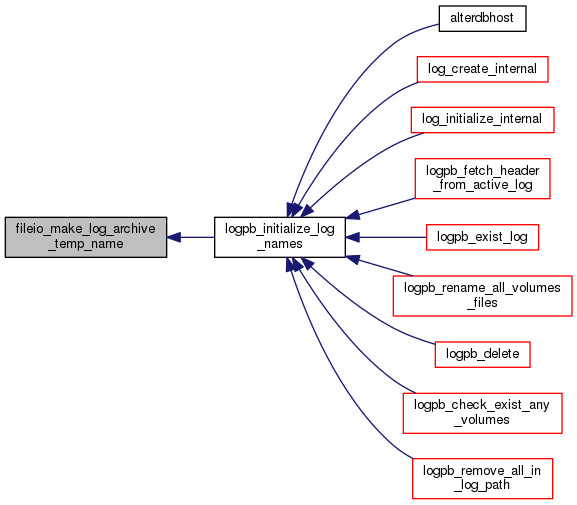 alterdbhost
log_create_internal
log_initialize_internal
logpb_fetch_header
_from_active_log
fileio_make_log_archive
_temp_name
logpb_initialize_log
_names
logpb_exist_log
logpb_rename_all_volumes
_files
logpb_delete
logpb_check_exist_any
_volumes
logpb_remove_all_in
_log_path